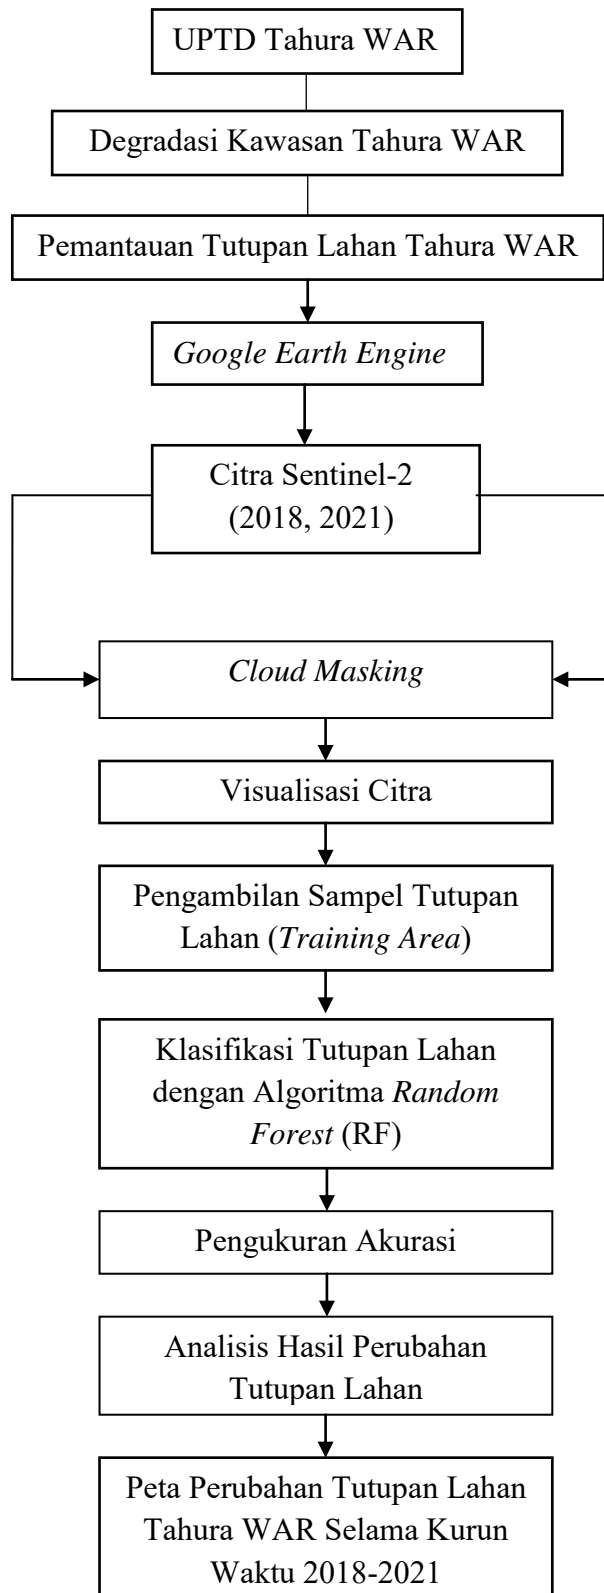 UPTD Tahura WAR
Degradasi Kawasan Tahura WAR
Pemantauan Tutupan Lahan Tahura WAR
Google Earth Engine
Citra Sentinel-2
(2018, 2021)
Cloud Masking
Visualisasi Citra
Pengambilan Sampel Tutupan
Lahan (Training Area)
Klasifikasi Tutupan Lahan
dengan Algoritma Random
Forest (RF)
Pengukuran Akurasi
Analisis Hasil Perubahan
Tutupan Lahan
Peta Perubahan Tutupan Lahan
Tahura WAR Selama Kurun
Waktu 2018-2021